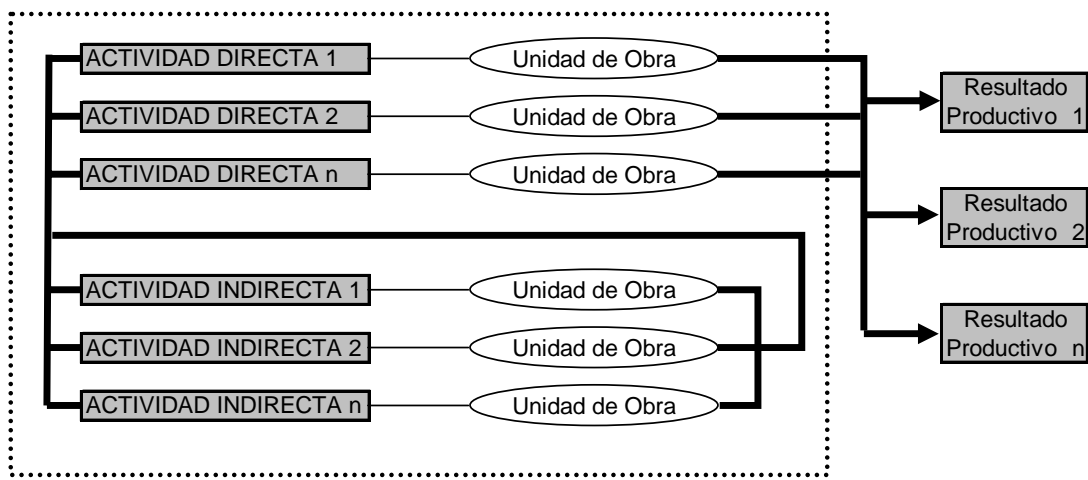 ACTIVIDAD DIRECTA 1
Unidad de Obra
ACTIVIDAD DIRECTA 2
Unidad de Obra
ACTIVIDAD DIRECTA n
Unidad de Obra
ACTIVIDAD INDIRECTA 1
Unidad de Obra
ACTIVIDAD INDIRECTA 2
Unidad de Obra
ACTIVIDAD INDIRECTA n
Unidad de Obra
Resultado
Productivo 1
Resultado
Productivo 2
Resultado
Productivo n